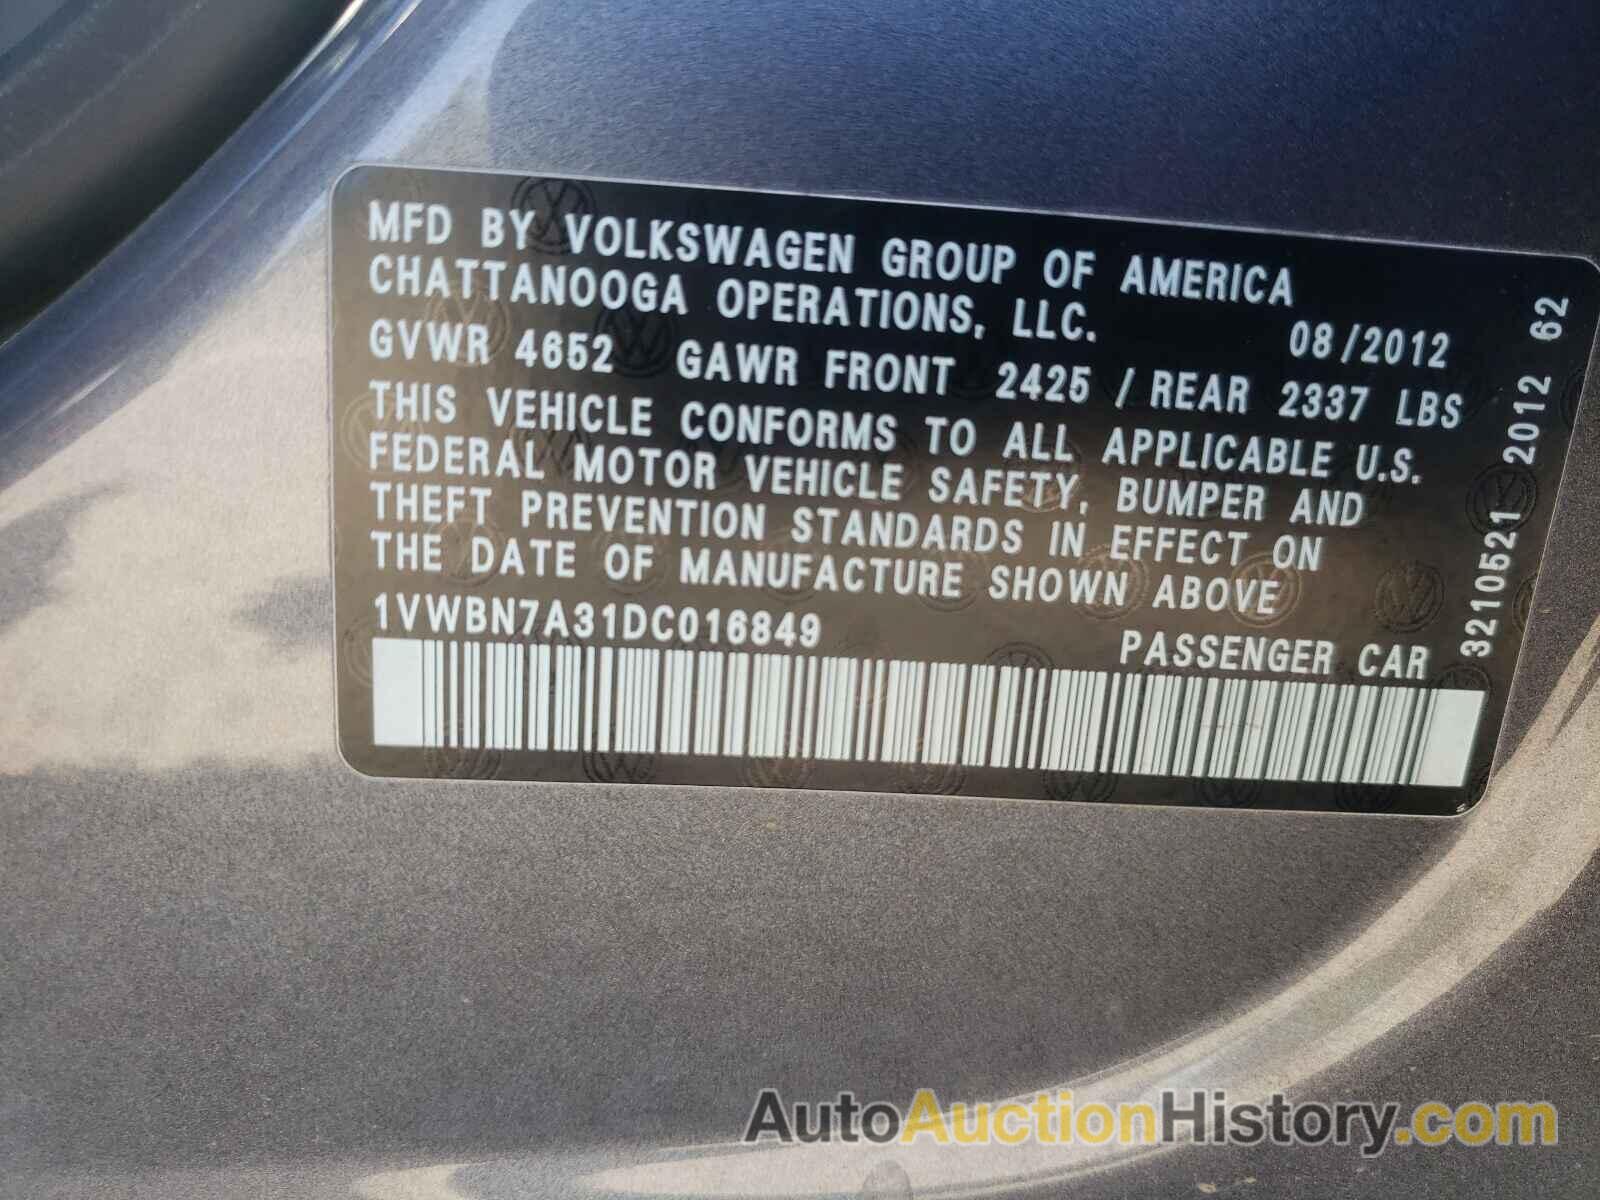 MFD BY VOLKSWAGEN GROUP OF AMERICA
CHATTANOOGA OPERATIONS, LLC. 08/2012
GVWR 4652 GAWR FRONT 2425 / REAR 2337 LBS
THIS VEHICLE CONFORMS TO ALL APPLICABLE U.S.
FEDERAL MOTOR VEHICLE SAFETY, BUMPER AND
THEFT PREVENTION STANDARDS IN EFFECT ON
THE DATE OF MANUFACTURE SHOWN ABOVE
1VWBN7A31DC016849 PASSENGER CAR
3210521 2012 62
AutoAuctionHistory.com